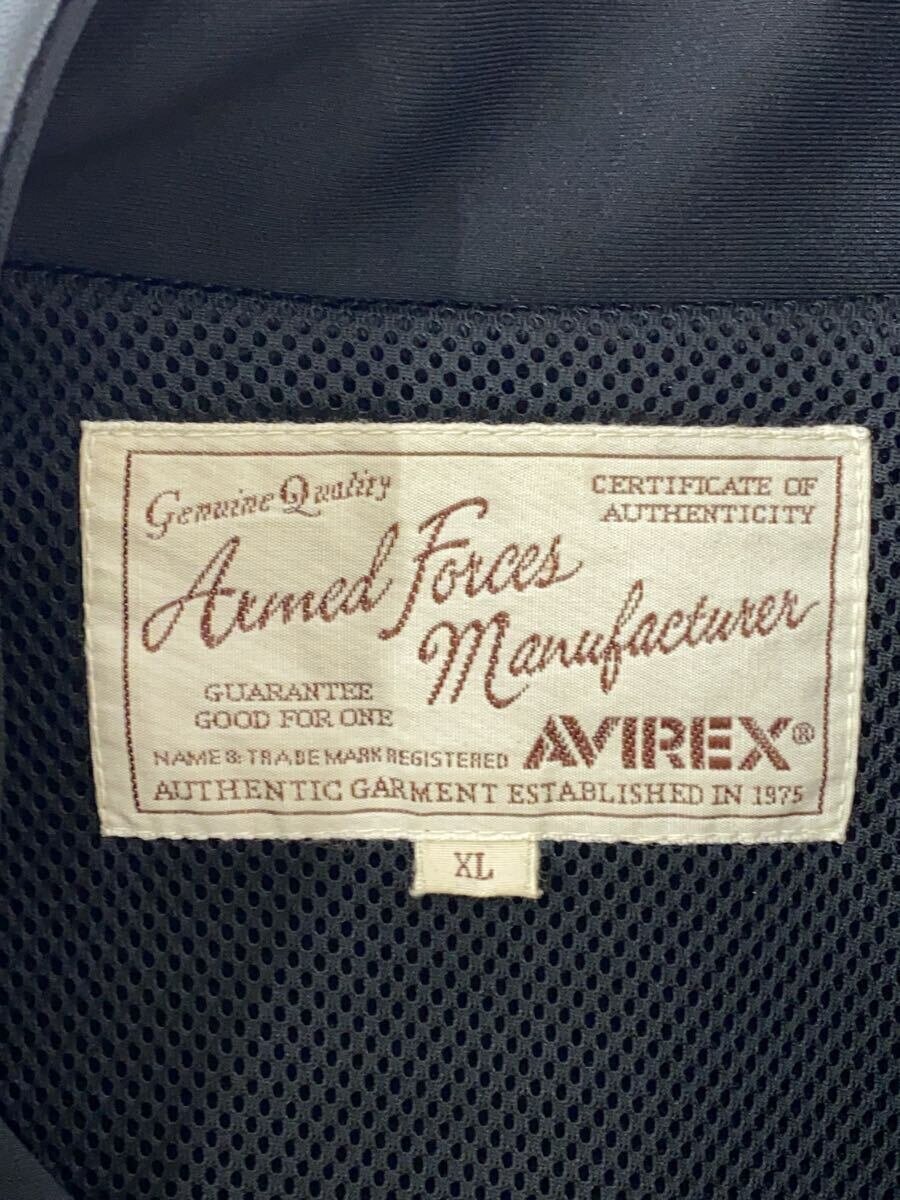 Genuine Quality
CERTIFICATE OF
AUTHENTICITY
Armed Forces
Manufacturer
GUARANTEE
GOOD FOR ONE
NAME & TRADE MARK REGISTERED
AVIREX®
AUTHENTIC GARMENT ESTABLISHED IN 1975
XL